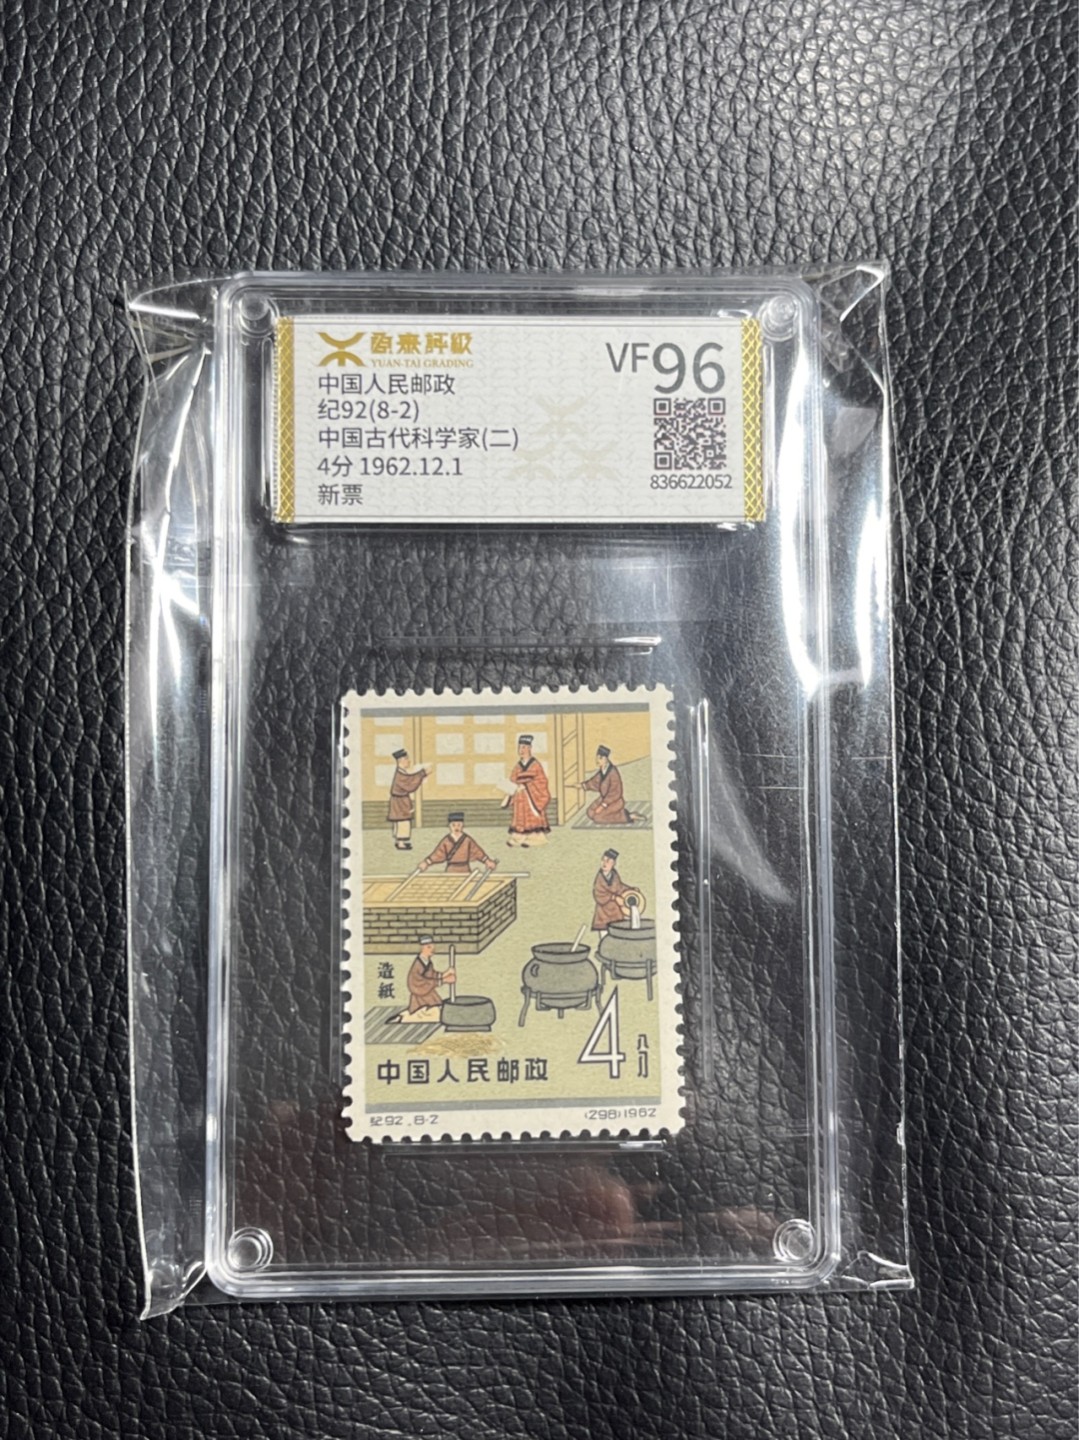 源泰評級
YUAN-TAI GRADING
中国人民邮政
纪92(8-2)
中国古代科学家(二)
4分 1962.12.1
新票
VF96
836622052
造紙
4分
中国人民邮政
纪92.8-2
(298)1962